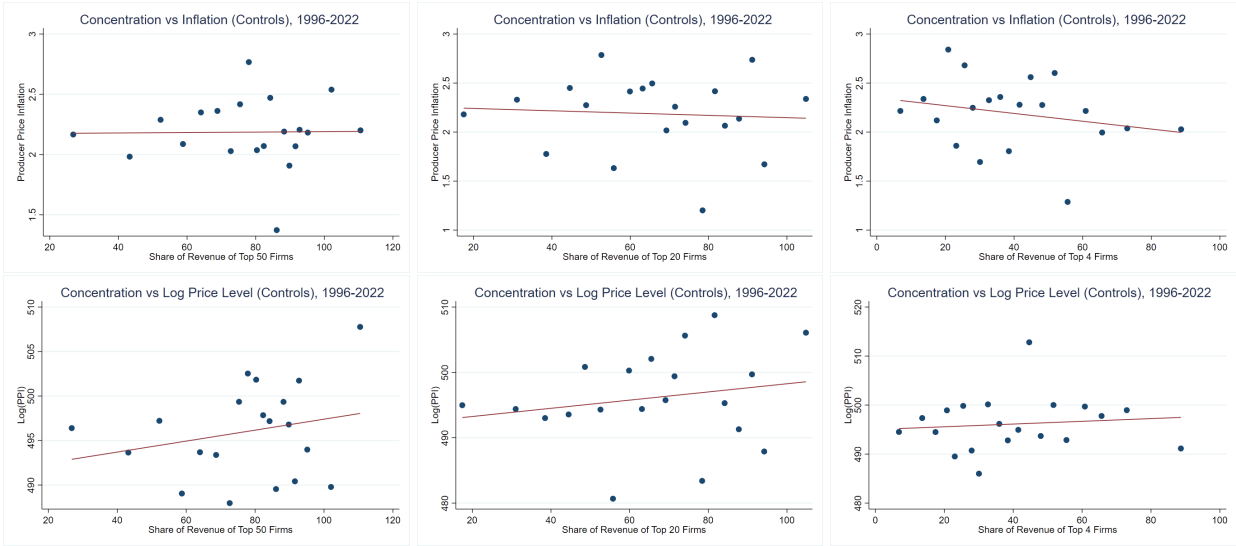 Concentration vs Inflation (Controls), 1996-2022
Producer Price Inflation
3
2.5
2
1.5
20 40 60 80 100 120
Share of Revenue of Top 50 Firms
Concentration vs Inflation (Controls), 1996-2022
Producer Price Inflation
3
2.5
2
1.5
1
20 40 60 80 100
Share of Revenue of Top 20 Firms
Concentration vs Inflation (Controls), 1996-2022
Producer Price Inflation
3
2.5
2
1.5
1
0 20 40 60 80 100
Share of Revenue of Top 4 Firms
Concentration vs Log Price Level (Controls), 1996-2022
Log(PPI)
510
505
500
495
490
20 40 60 80 100 120
Share of Revenue of Top 50 Firms
Concentration vs Log Price Level (Controls), 1996-2022
Log(PPI)
510
500
490
480
20 40 60 80 100
Share of Revenue of Top 20 Firms
Concentration vs Log Price Level (Controls), 1996-2022
Log(PPI)
520
510
500
490
480
0 20 40 60 80 100
Share of Revenue of Top 4 Firms